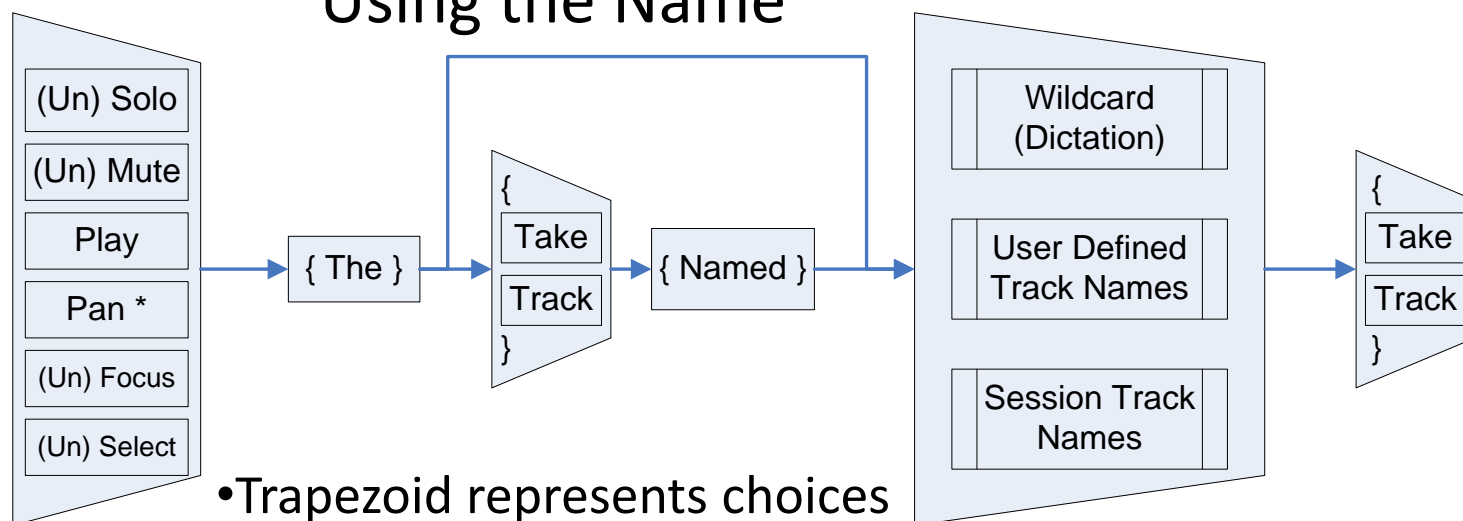 Using the Name
(Un) Solo
(Un) Mute
Play
Pan *
(Un) Focus
(Un) Select
{ The }
{
Take
Track
}
{ Named }
Wildcard
(Dictation)
User Defined
Track Names
Session Track
Names
{
Take
Track
}
•Trapezoid represents choices